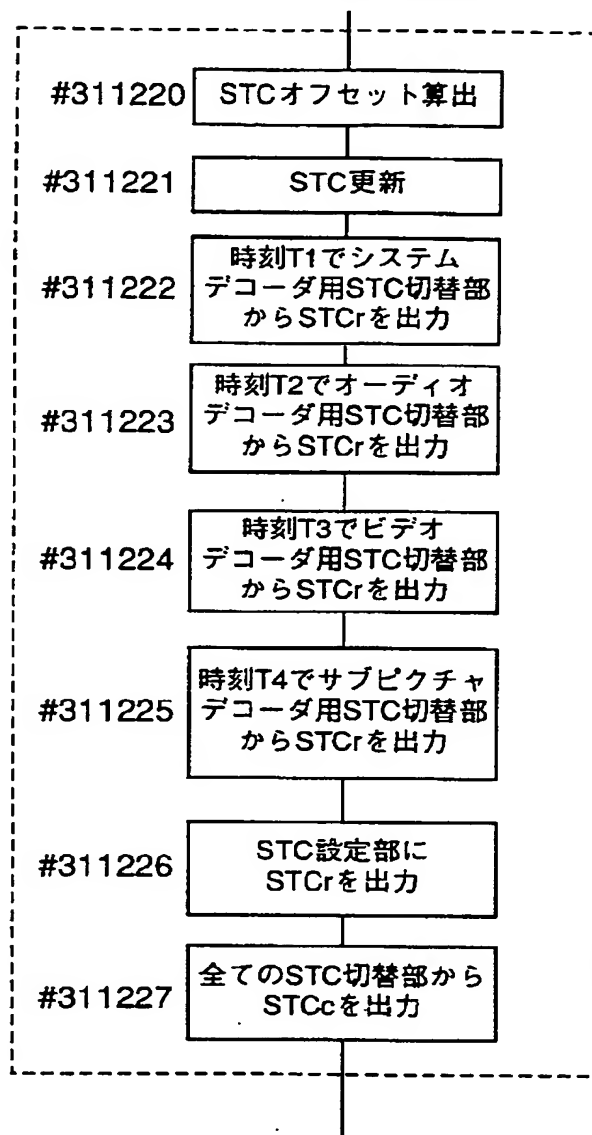 #311220
STCオフセット算出
#311221
STC更新
#311222
時刻T1でシステム
デコーダ用STC切替部
からSTCrを出力
#311223
時刻T2でオーディオ
デコーダ用STC切替部
からSTCrを出力
#311224
時刻T3でビデオ
デコーダ用STC切替部
からSTCrを出力
#311225
時刻T4でサブピクチャ
デコーダ用STC切替部
からSTCrを出力
#311226
STC設定部に
STCrを出力
#311227
全てのSTC切替部から
STCcを出力